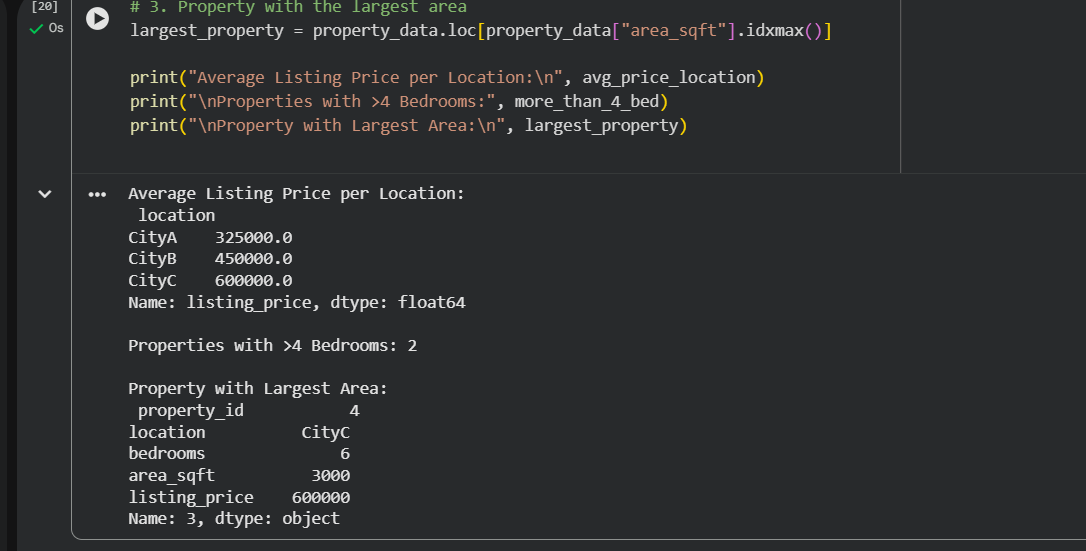 [20]
# 3. Property with the largest area
0s
largest_property = property_data.loc[property_data["area_sqft"].idxmax()]
print("Average Listing Price per Location:\n", avg_price_location)
print("\nProperties with >4 Bedrooms:", more_than_4_bed)
print("\nProperty with Largest Area:\n", largest_property)
Average Listing Price per Location:
 location
CityA    325000.0
CityB    450000.0
CityC    600000.0
Name: listing_price, dtype: float64
Properties with >4 Bedrooms: 2
Property with Largest Area:
 property_id           4
location          CityC
bedrooms              6
area_sqft          3000
listing_price    600000
Name: 3, dtype: object